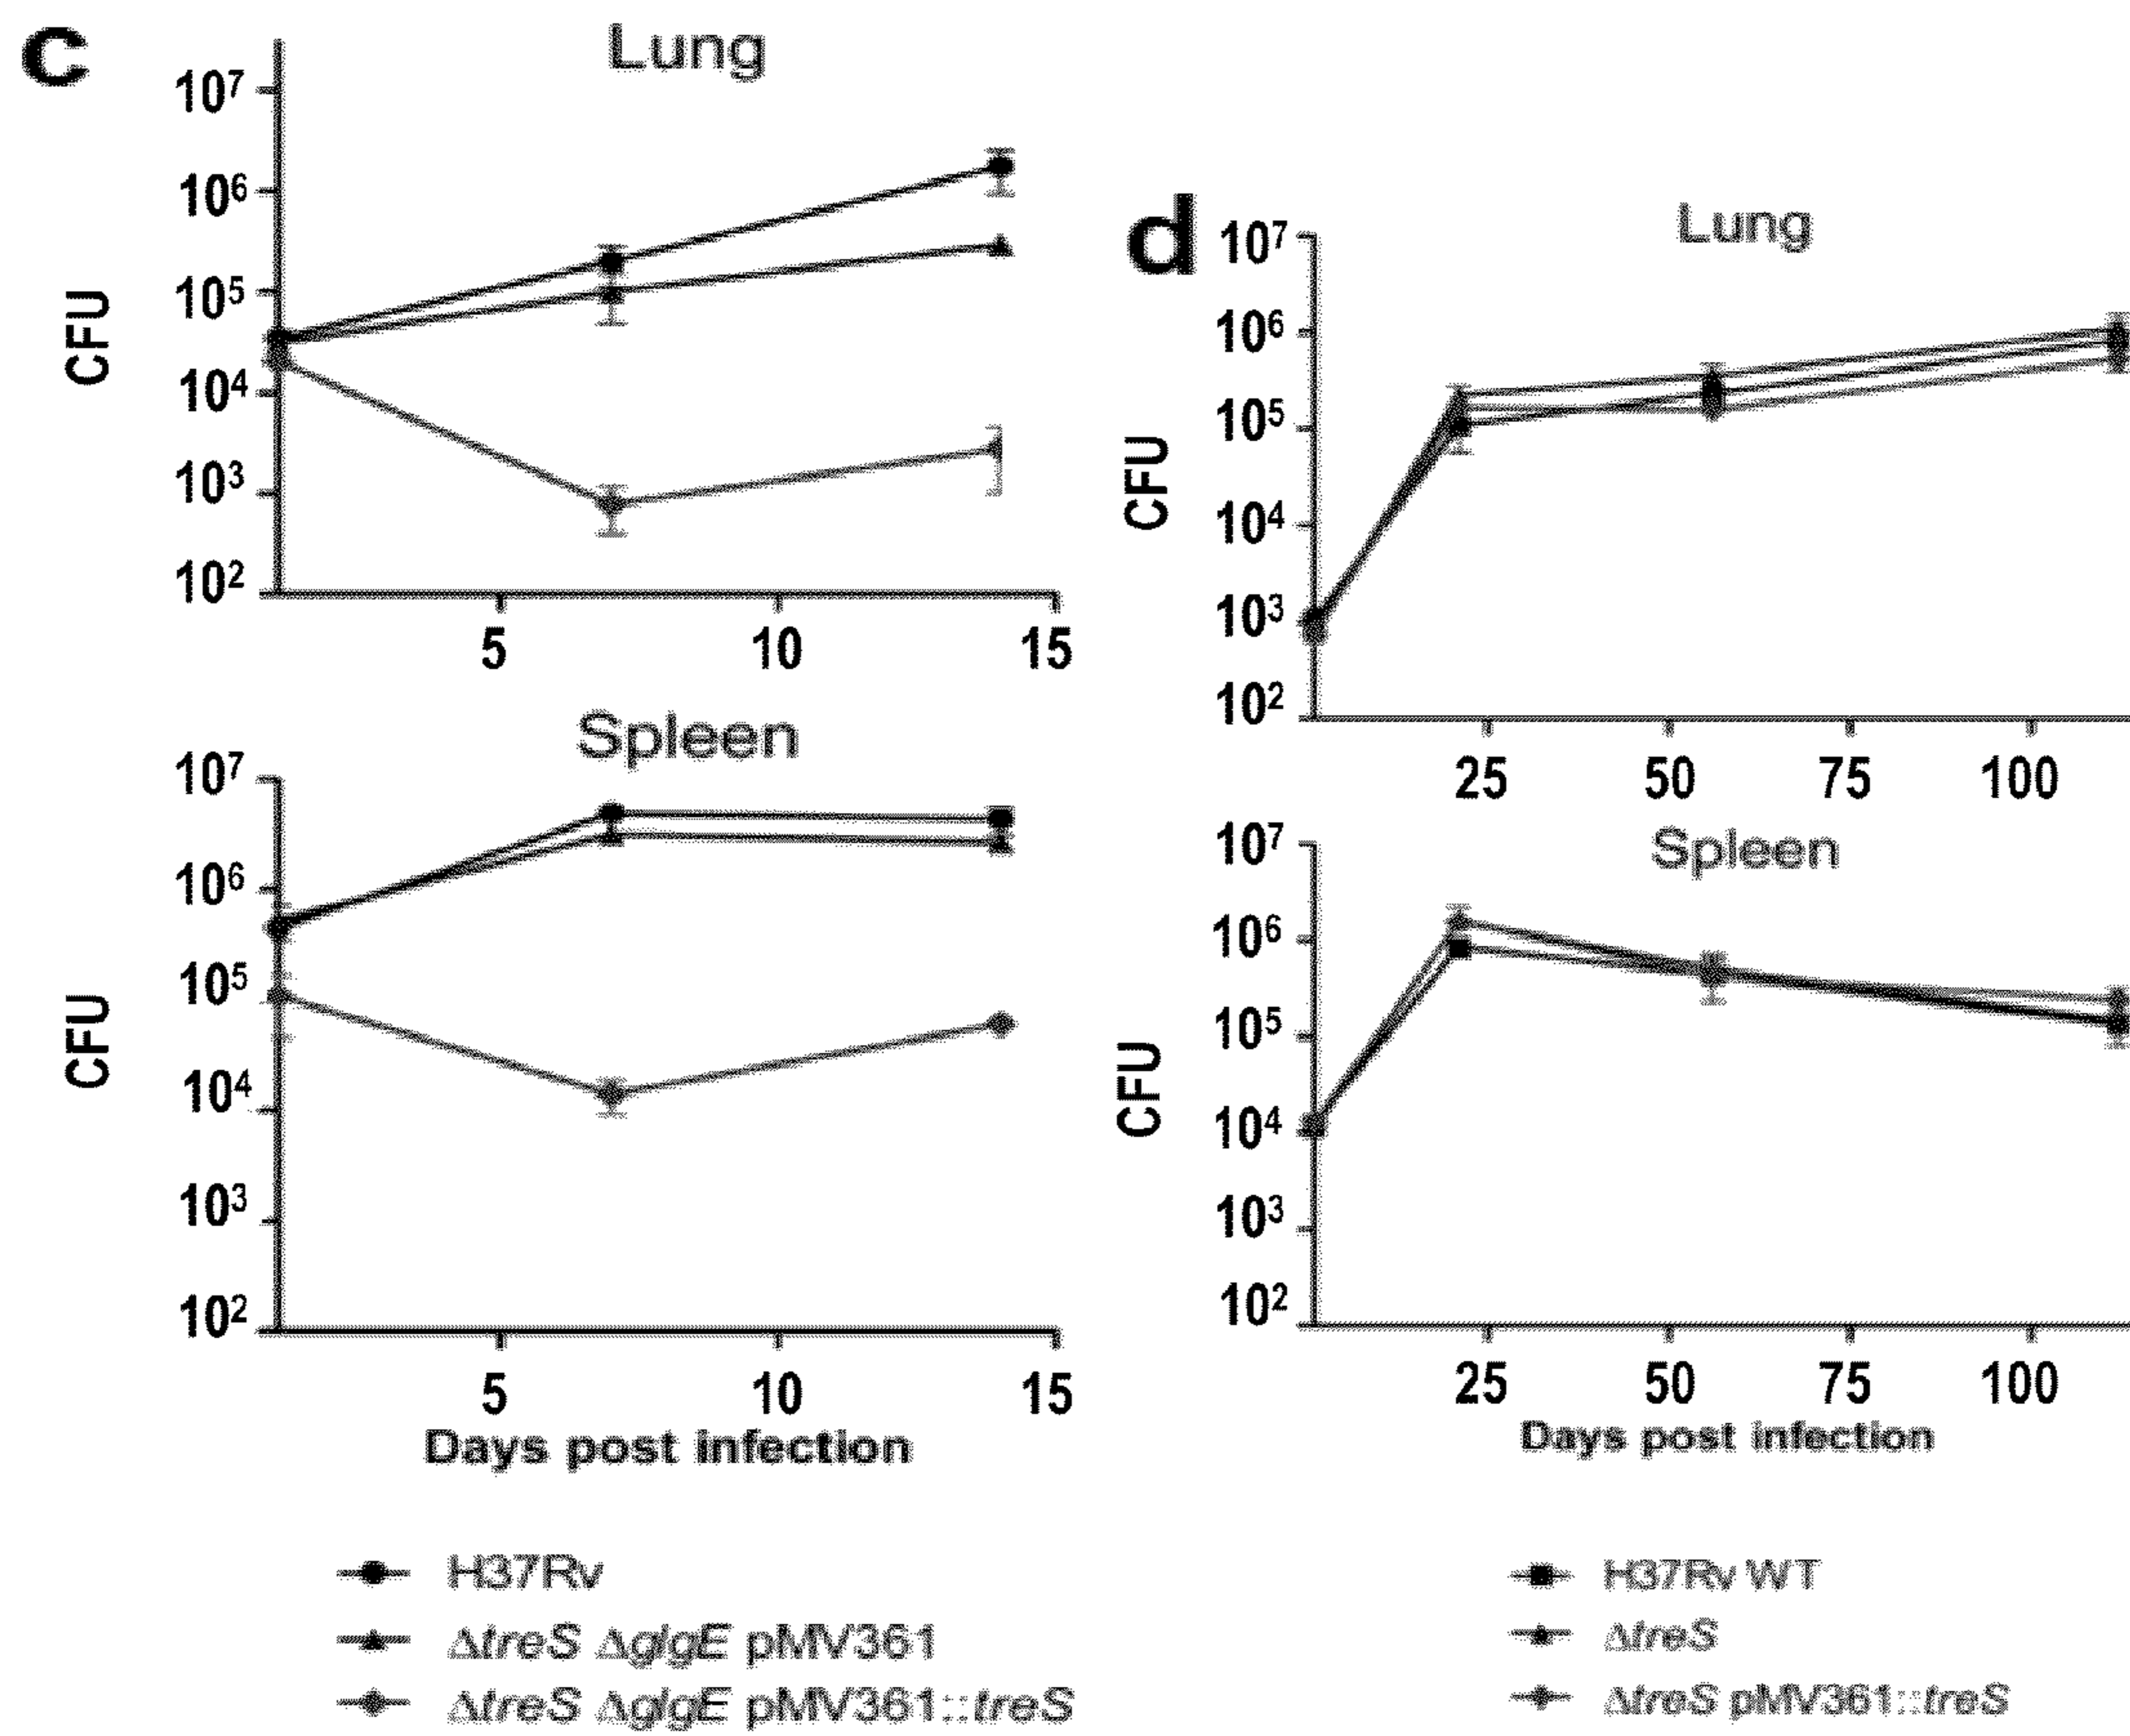 c
Lung
10⁷
10⁶
10⁵
10⁴
10³
10²
CFU
5 10 15
Spleen
10⁷
10⁶
10⁵
10⁴
10³
10²
CFU
5 10 15
Days post infection
H37Rv
ΔtreS ΔglgE pMV361
ΔtreS ΔglgE pMV361::treS
d
Lung
10⁷
10⁶
10⁵
10⁴
10³
10²
CFU
25 50 75 100
Spleen
10⁷
10⁶
10⁵
10⁴
10³
10²
CFU
25 50 75 100
Days post infection
H37Rv WT
ΔtreS
ΔtreS pMV361::treS